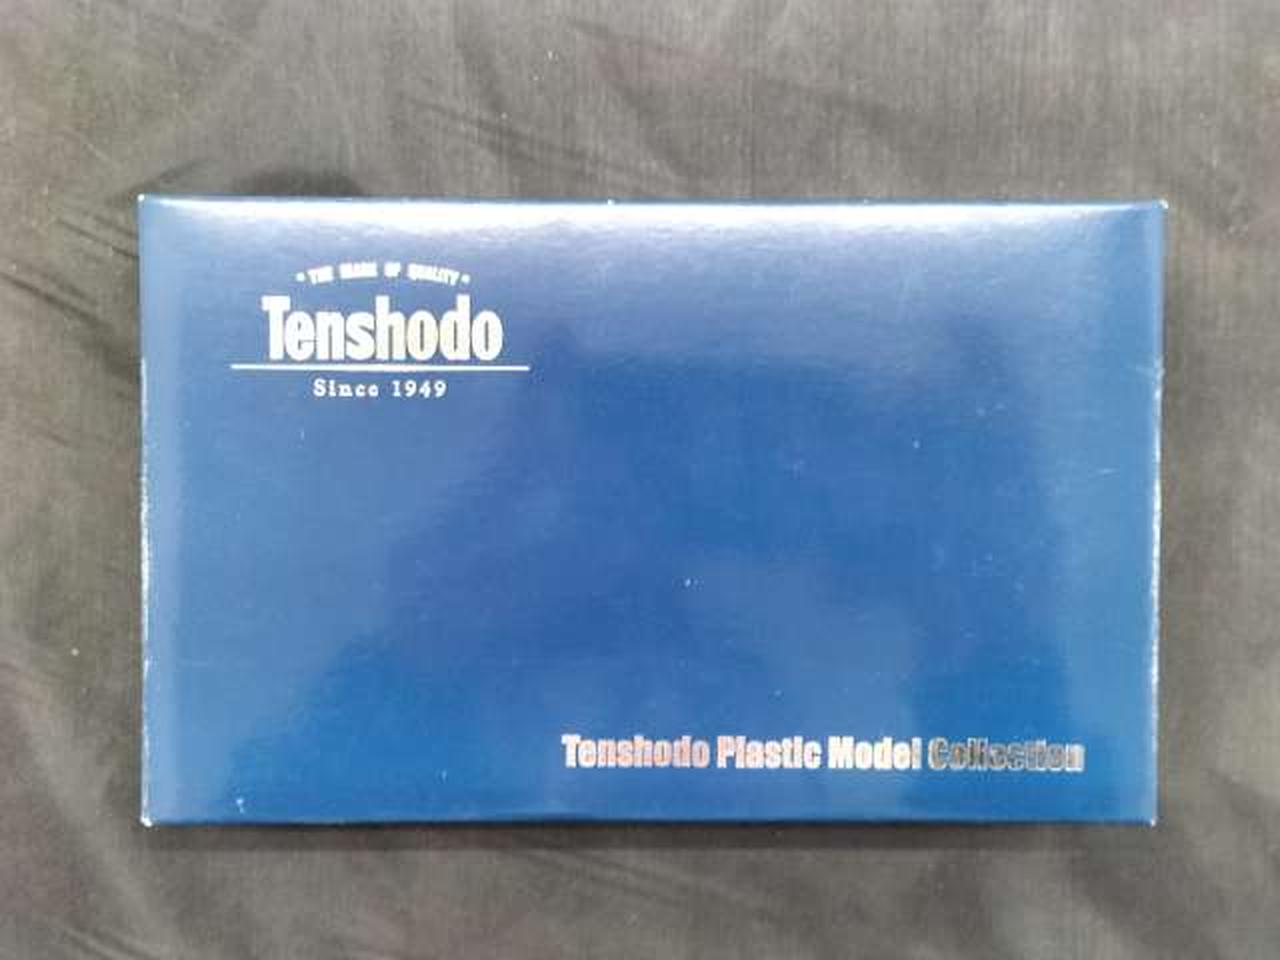 THE MARK OF QUALITY
Tenshodo
Since 1949
Tenshodo Plastic Model Collection